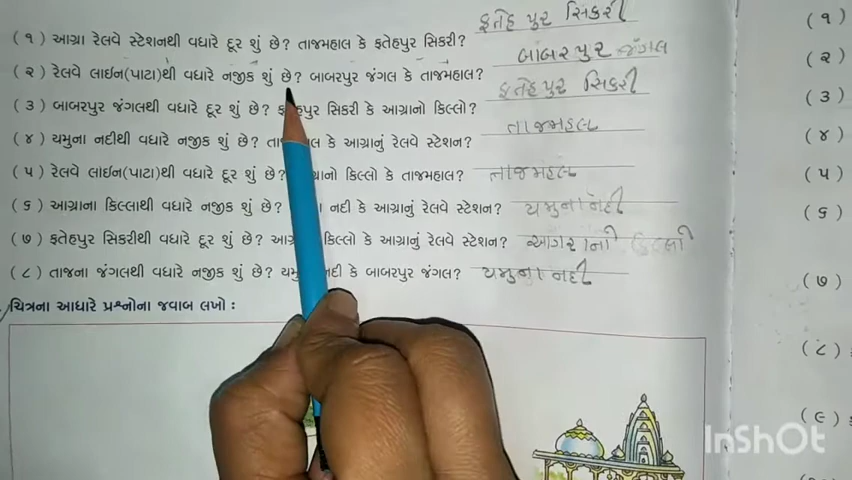 (૧) આગ્રા રેલવે સ્ટેશનથી વધારે દૂર શું છે? તાજમહાલ કે ફતેહપુર સિકરી? ફતેહપુર સિકરી
(૨) રેલવે લાઇન(પાટા)થી વધારે નજીક શું છે? બાબરપુર જંગલ કે તાજમહાલ? બાબરપુર જંગલ
(૩) બાબરપુર જંગલથી વધારે દૂર શું છે? સિકરી કે આગ્રાનો કિલ્લો? ફતેહપુર સિકરી
(૪) યમુના નદીથી વધારે નજીક શું છે? કે આગ્રાનું રેલવે સ્ટેશન? તાજમહલ
(૫) રેલવે લાઈન(પાટા)થી વધારે દૂર શું છે? કિલ્લો કે તાજમહાલ? તાજમહલ
(૬) આગ્રાના કિલ્લાથી વધારે નજીક શું છે? નદી કે આગ્રાનું રેલવે સ્ટેશન? યમુના નદી
(૭) ફતેહપુર સિકરીથી વધારે દૂર શું છે? કિલ્લો કે આગ્રાનું રેલવે સ્ટેશન? આગરાની કિલ્લો
(૮) તાજના જંગલથી વધારે નજીક શું છે? નદી કે બાબરપુર જંગલ? યમુના નદી
ચિત્રના આધારે પ્રશ્નોના જવાબ લખો :
(૧)
(૨)
(૩)
(૪)
(૫)
(૬)
(૭)
(૮)
(૯)
InShOt